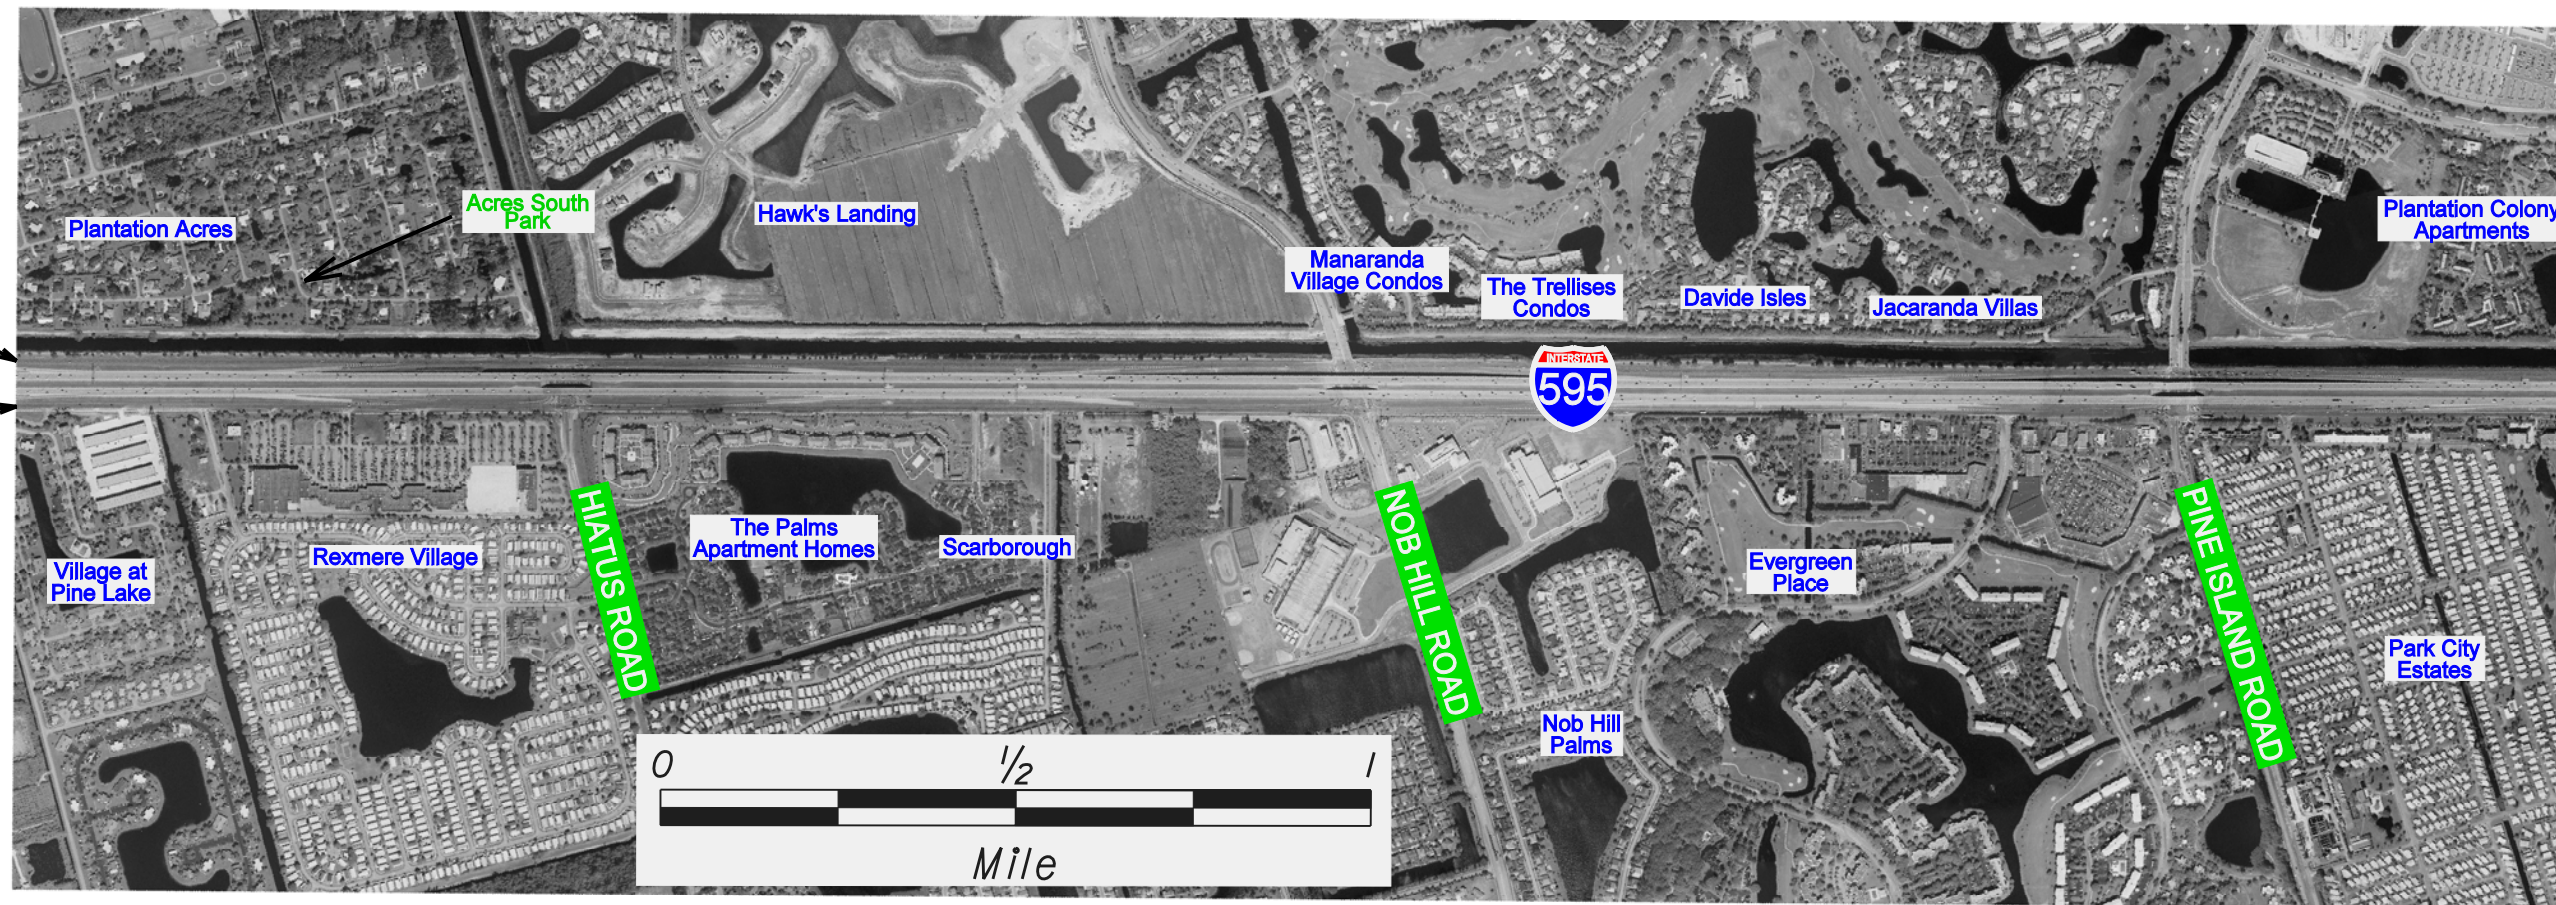 Plantation Acres
Acres South
Park
Hawk's Landing
Manaranda
Village Condos
The Trellises
Condos
Davide Isles
Jacaranda Villas
Plantation Colony
Apartments
INTERSTATE
595
Village at
Pine Lake
Rexmere Village
HIATUS ROAD
The Palms
Apartment Homes
Scarborough
NOB HILL ROAD
Nob Hill
Palms
Evergreen
Place
PINE ISLAND ROAD
Park City
Estates
0 1/2 1
Mile